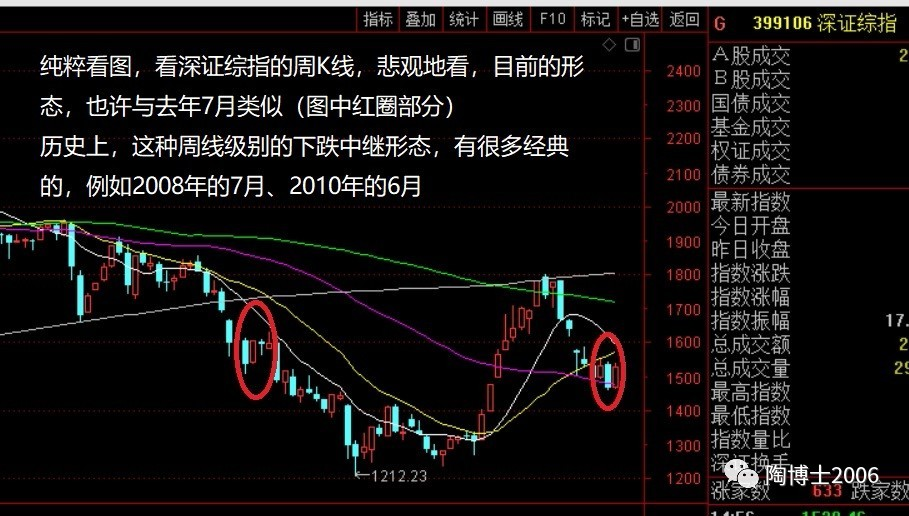 指标 叠加 统计 画线 F10 标记 +自选 返回
G 399106 深证综指
纯粹看图，看深证综指的周K线，悲观地看，目前的形
态，也许与去年7月类似（图中红圈部分）
历史上，这种周线级别的下跌中继形态，有很多经典
的，例如2008年的7月、2010年的6月
2400
2300
2200
2100
2000
1900
1800
1700
1600
1500
1400
1300
1200
1212.23
A股成交 2
B股成交
国债成交
基金成交
权证成交
债券成交
最新指数
今日开盘
昨日收盘
指数涨跌
指数涨幅
指数振幅 17.
总成交额 2
总成交量 29
最高指数
最低指数
指数量比
深证换手
陶博士2006
涨家数 633 跌家数